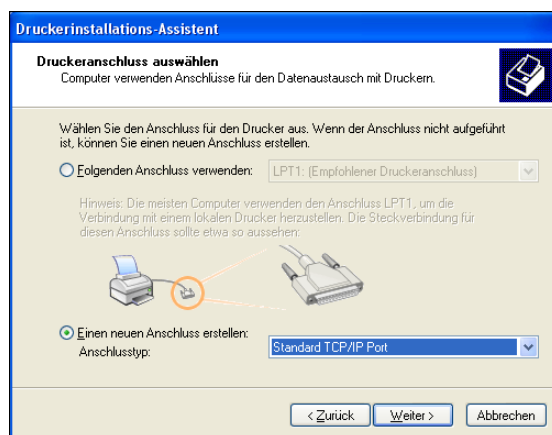 Druckerinstallations-Assistent
Druckeranschluss auswählen
Computer verwenden Anschlüsse für den Datenaustausch mit Druckern.
Wählen Sie den Anschluss für den Drucker aus. Wenn der Anschluss nicht aufgeführt
ist, können Sie einen neuen Anschluss erstellen.
Folgenden Anschluss verwenden:
LPT1: (Empfohlener Druckeranschluss)
Hinweis: Die meisten Computer verwenden den Anschluss LPT1, um die
Verbindung mit einem lokalen Drucker herzustellen. Die Steckverbindung für
diesen Anschluss sollte etwa so aussehen:
Einen neuen Anschluss erstellen:
Anschlusstyp:
Standard TCP/IP Port
< Zurück
Weiter >
Abbrechen